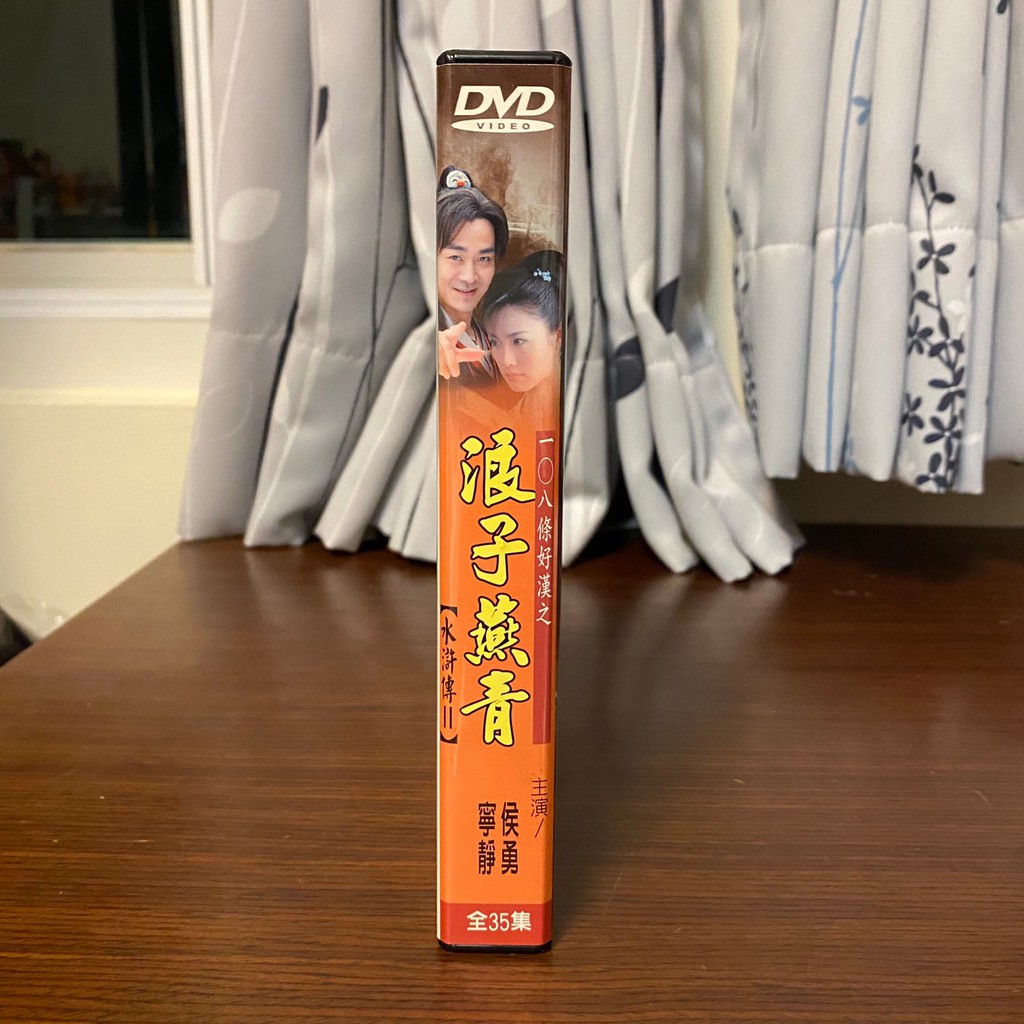 DVD
VIDEO
一〇八條好漢之
浪子燕青
【水滸傳II】
主演/
侯勇
寧靜
全35集